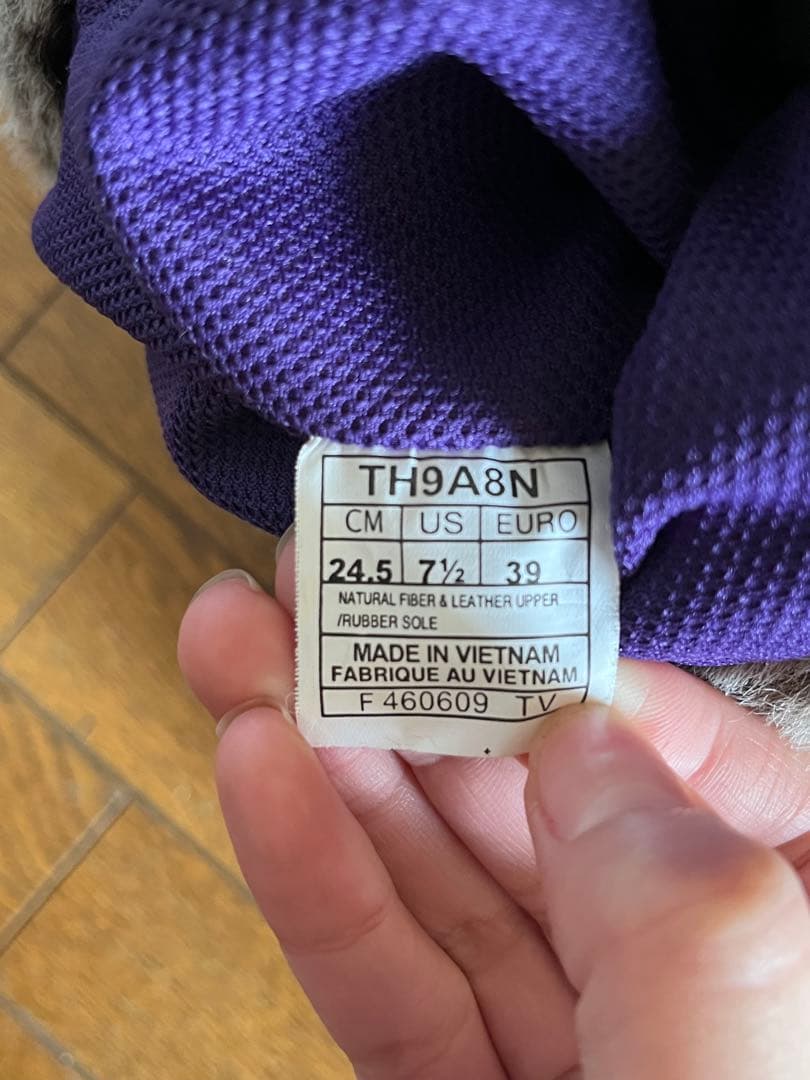 TH9A8N
CM US EURO
24.5 7½ 39
NATURAL FIBER & LEATHER UPPER
/RUBBER SOLE
MADE IN VIETNAM
FABRIQUE AU VIETNAM
F 460609 TV